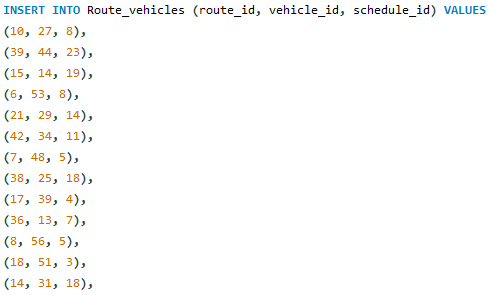 INSERT INTO Route_vehicles (route_id, vehicle_id, schedule_id) VALUES
(10, 27, 8),
(39, 44, 23),
(15, 14, 19),
(6, 53, 8),
(21, 29, 14),
(42, 34, 11),
(7, 48, 5),
(38, 25, 18),
(17, 39, 4),
(36, 13, 7),
(8, 56, 5),
(18, 51, 3),
(14, 31, 18),